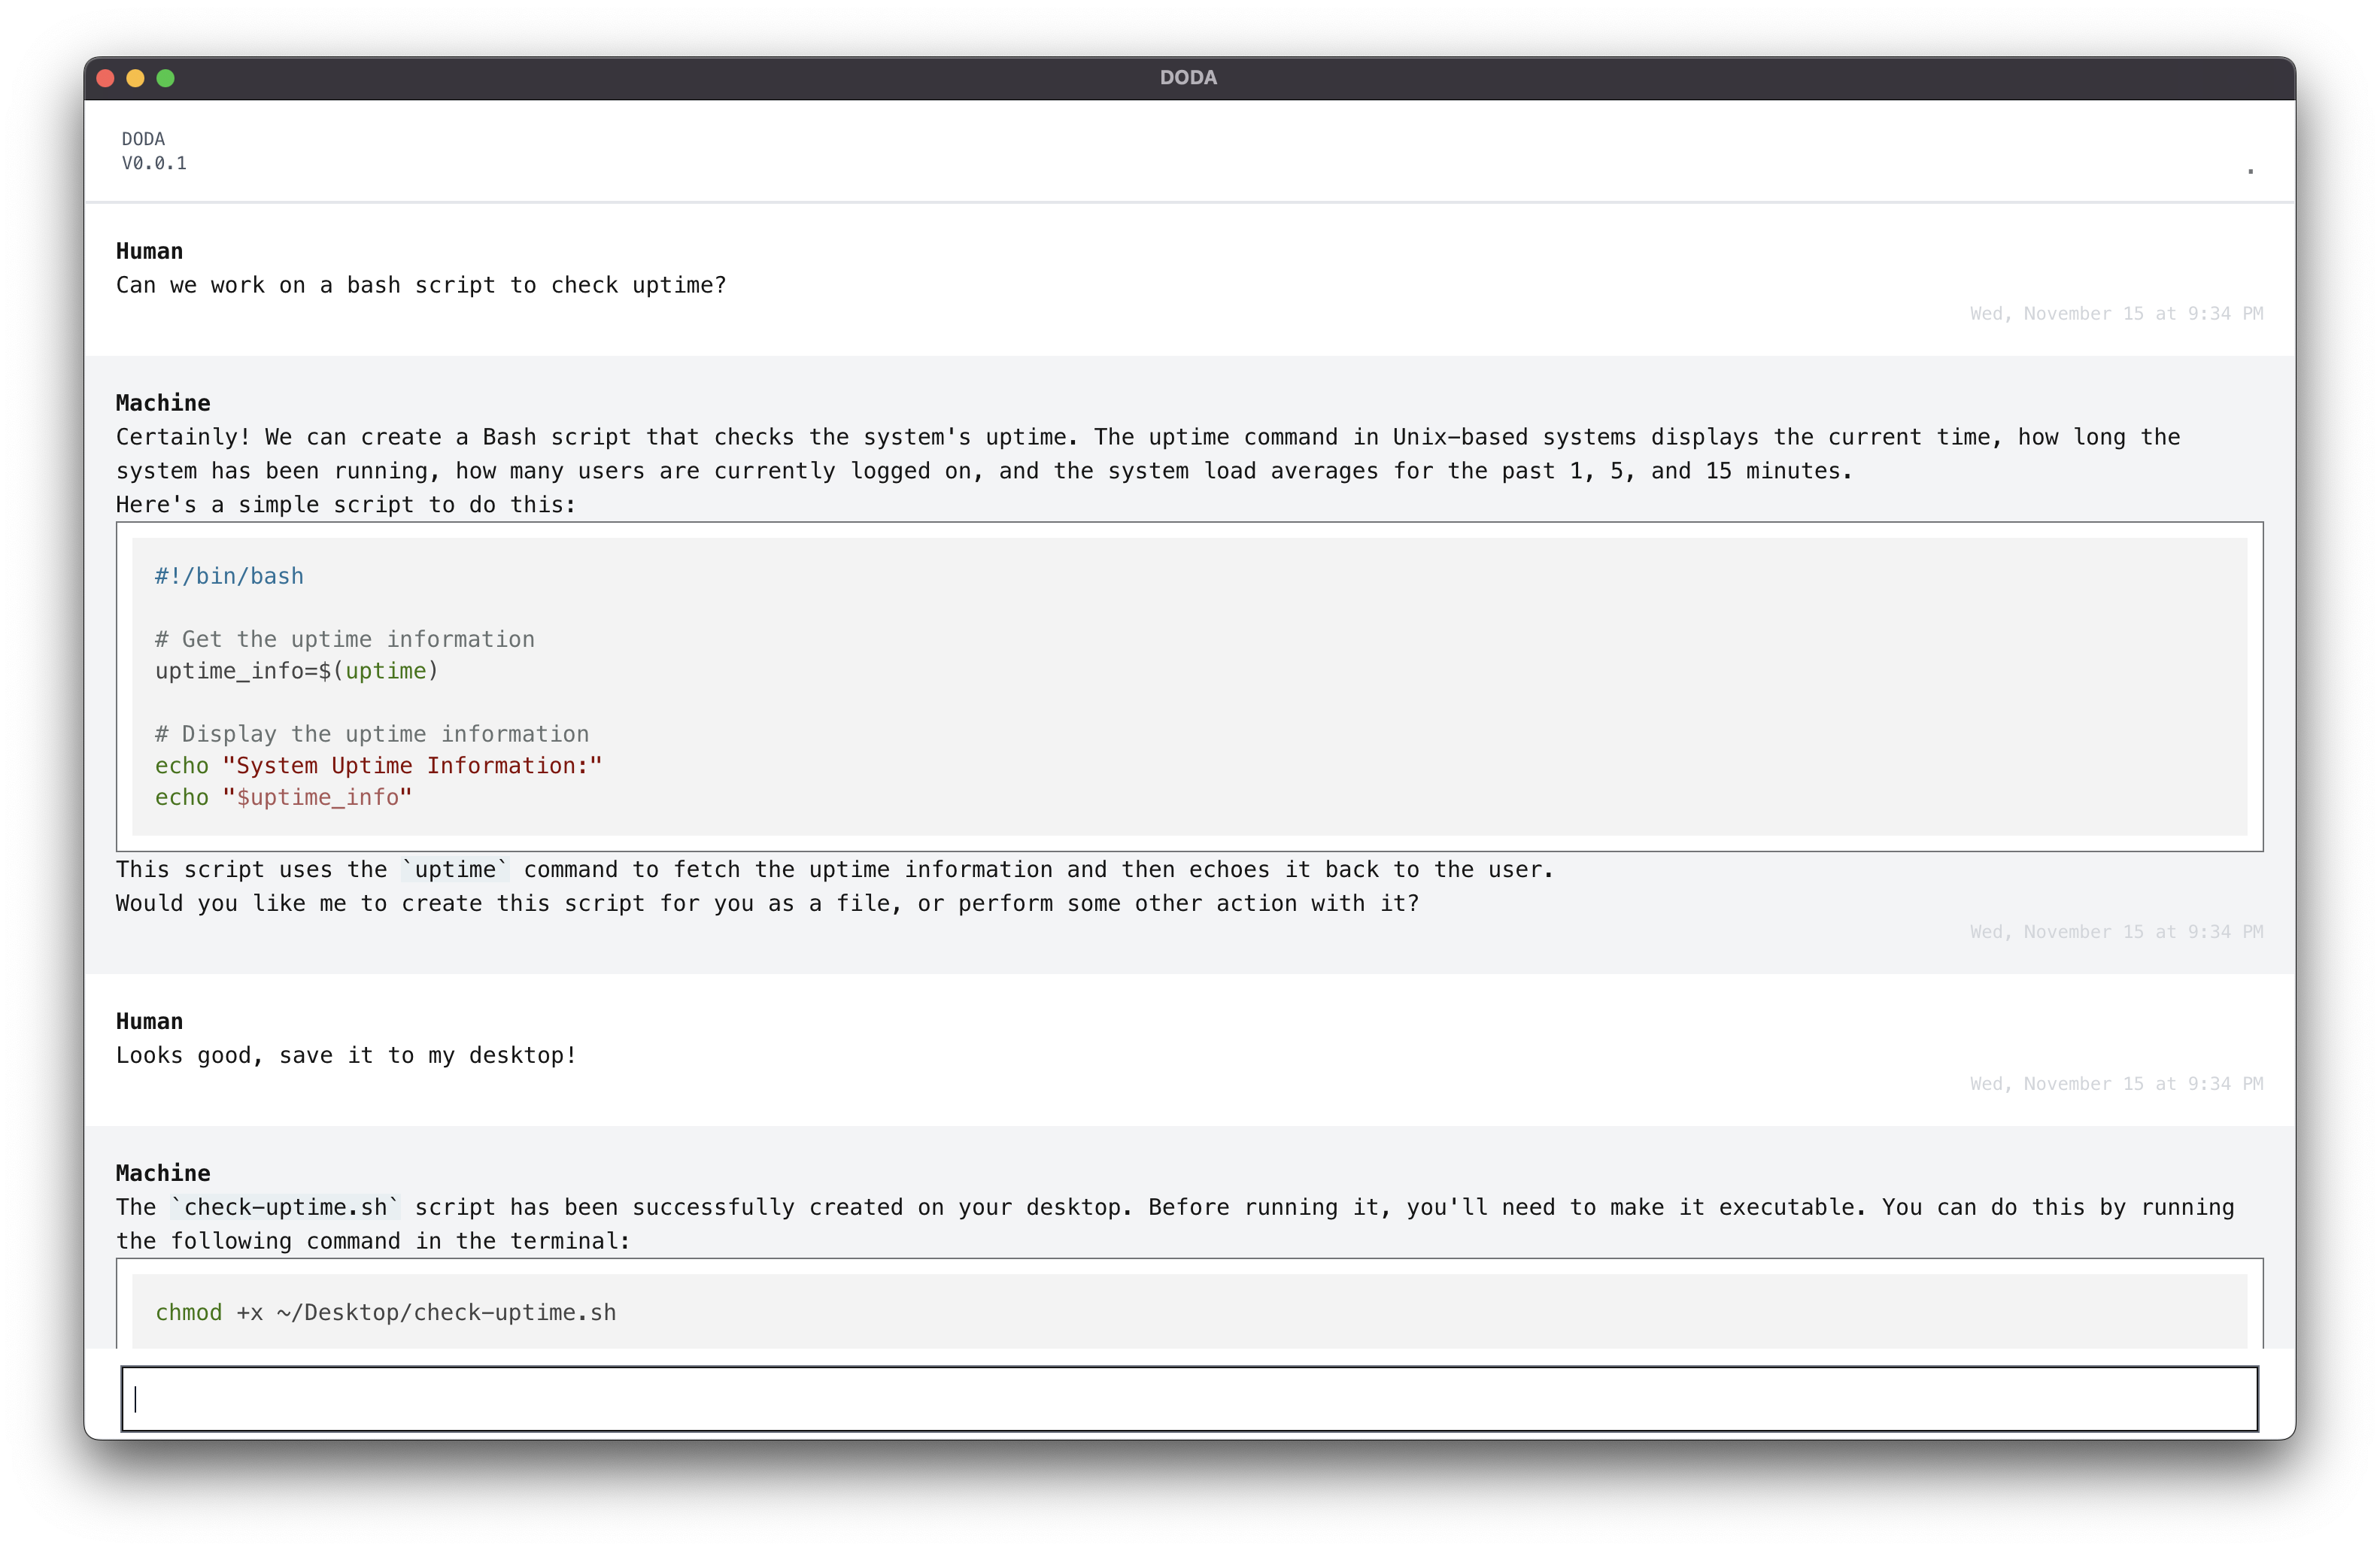 DODA
DODA
V0.0.1
.
Human
Can we work on a bash script to check uptime?
Wed, November 15 at 9:34 PM
Machine
Certainly! We can create a Bash script that checks the system's uptime. The uptime command in Unix-based systems displays the current time, how long the
system has been running, how many users are currently logged on, and the system load averages for the past 1, 5, and 15 minutes.
Here's a simple script to do this:
#!/bin/bash
# Get the uptime information
uptime_info=$(uptime)
# Display the uptime information
echo "System Uptime Information:"
echo "$uptime_info"
This script uses the `uptime` command to fetch the uptime information and then echoes it back to the user.
Would you like me to create this script for you as a file, or perform some other action with it?
Wed, November 15 at 9:34 PM
Human
Looks good, save it to my desktop!
Wed, November 15 at 9:34 PM
Machine
The `check-uptime.sh` script has been successfully created on your desktop. Before running it, you'll need to make it executable. You can do this by running
the following command in the terminal:
chmod +x ~/Desktop/check-uptime.sh